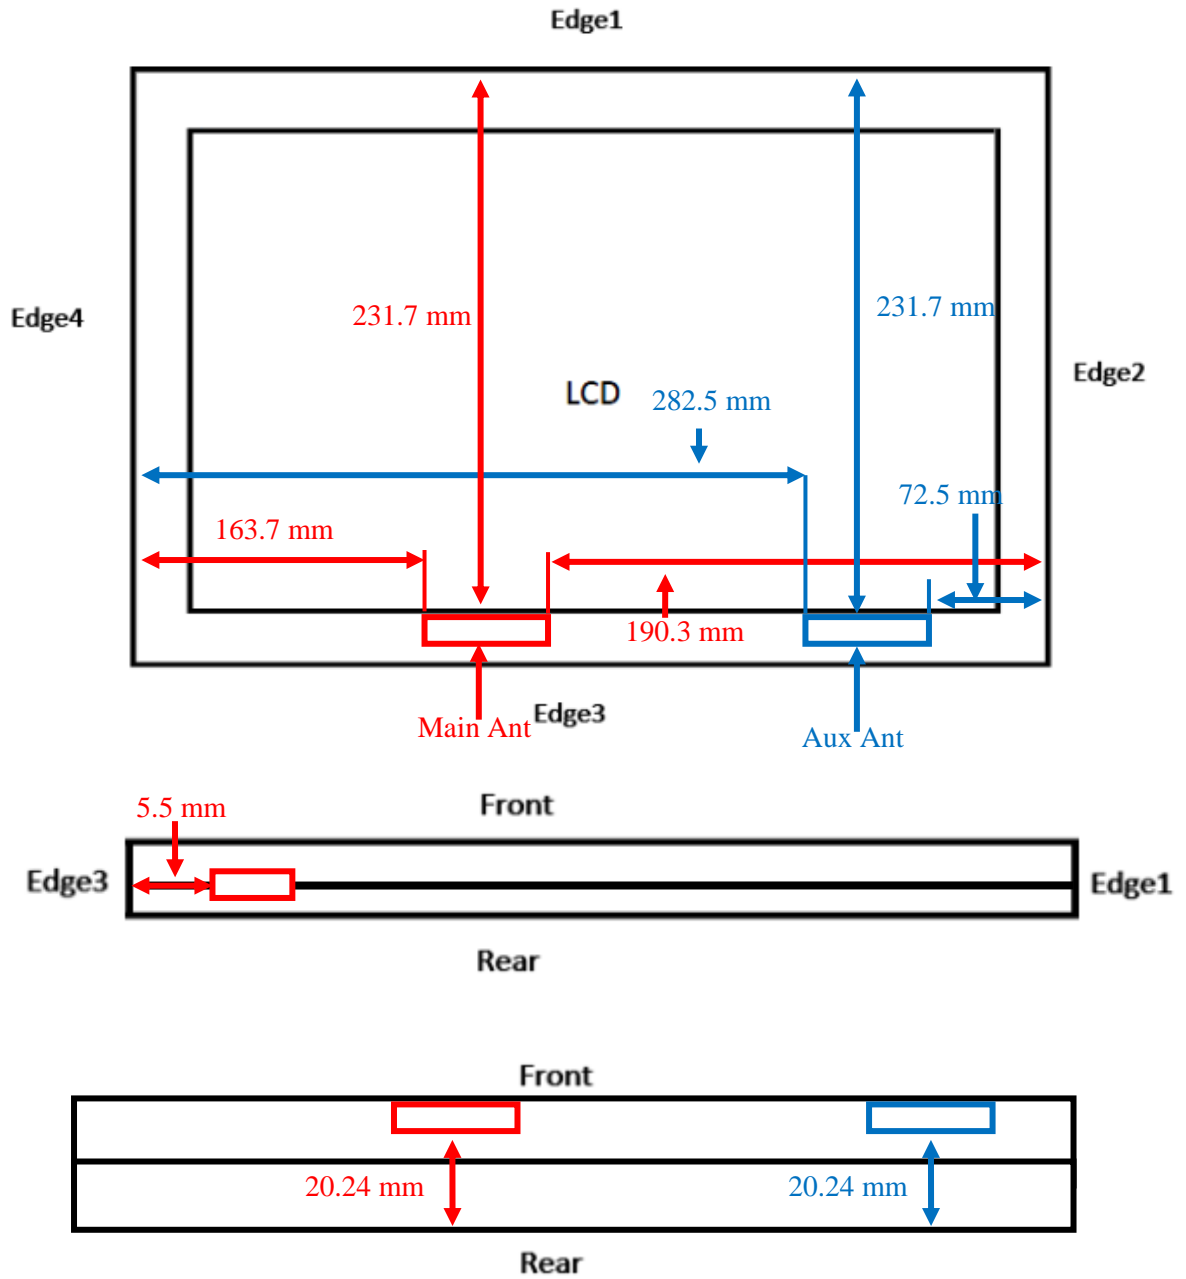 Edge1
231.7 mm
231.7 mm
Edge4
Edge2
LCD
282.5 mm
72.5 mm
163.7 mm
190.3 mm
Main Ant
Edge3
Aux Ant
5.5 mm
Front
Edge3
Edge1
Rear
Front
20.24 mm
20.24 mm
Rear